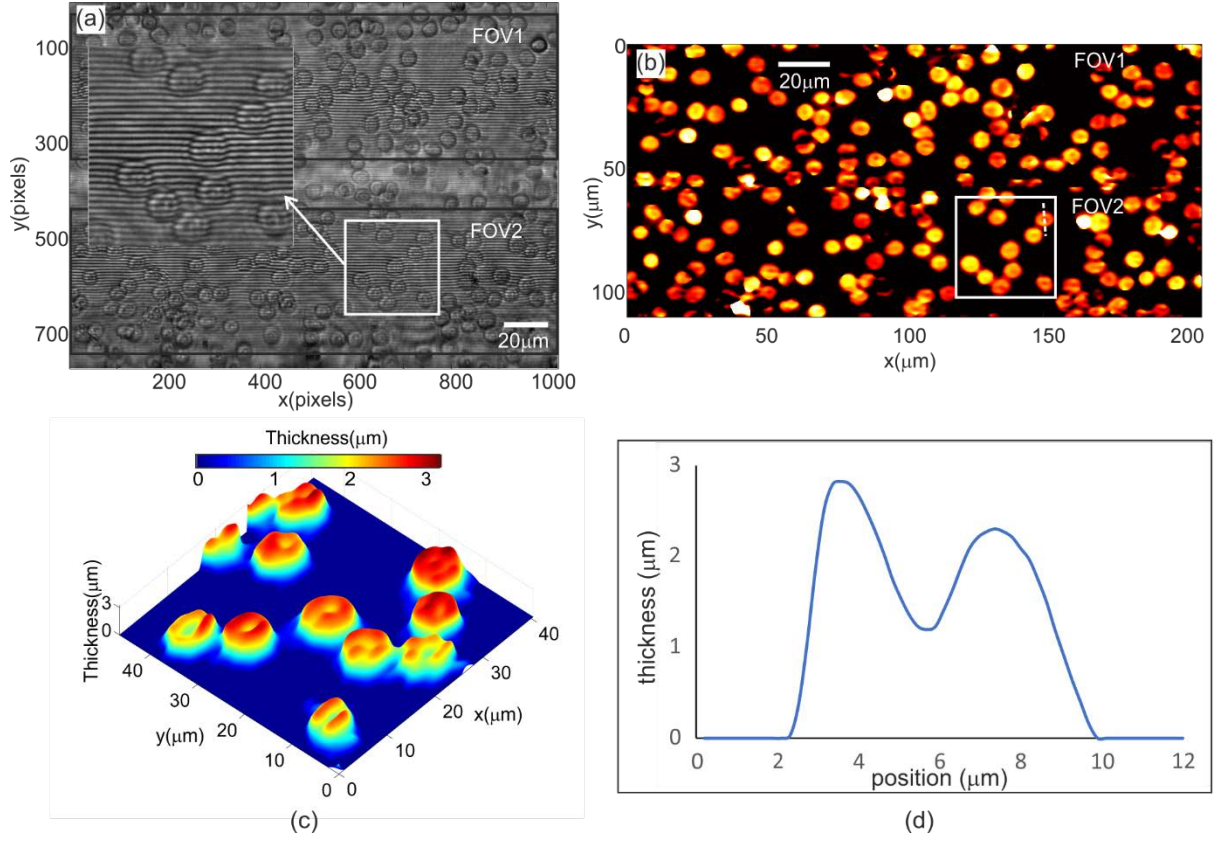 (a)
FOV1
100
300
y(pixels)
500
FOV2
700
20μm
200
400
600
800
1000
x(pixels)
0
(b)
20μm
FOV1
50
y(μm)
FOV2
100
0
50
100
150
200
x(μm)
Thickness(μm)
0
1
2
3
Thickness(μm)
3
0
40
30
20
10
0
y(μm)
0
10
20
30
40
x(μm)
(c)
3
2
thickness (μm)
1
0
0
2
4
6
8
10
12
position (μm)
(d)